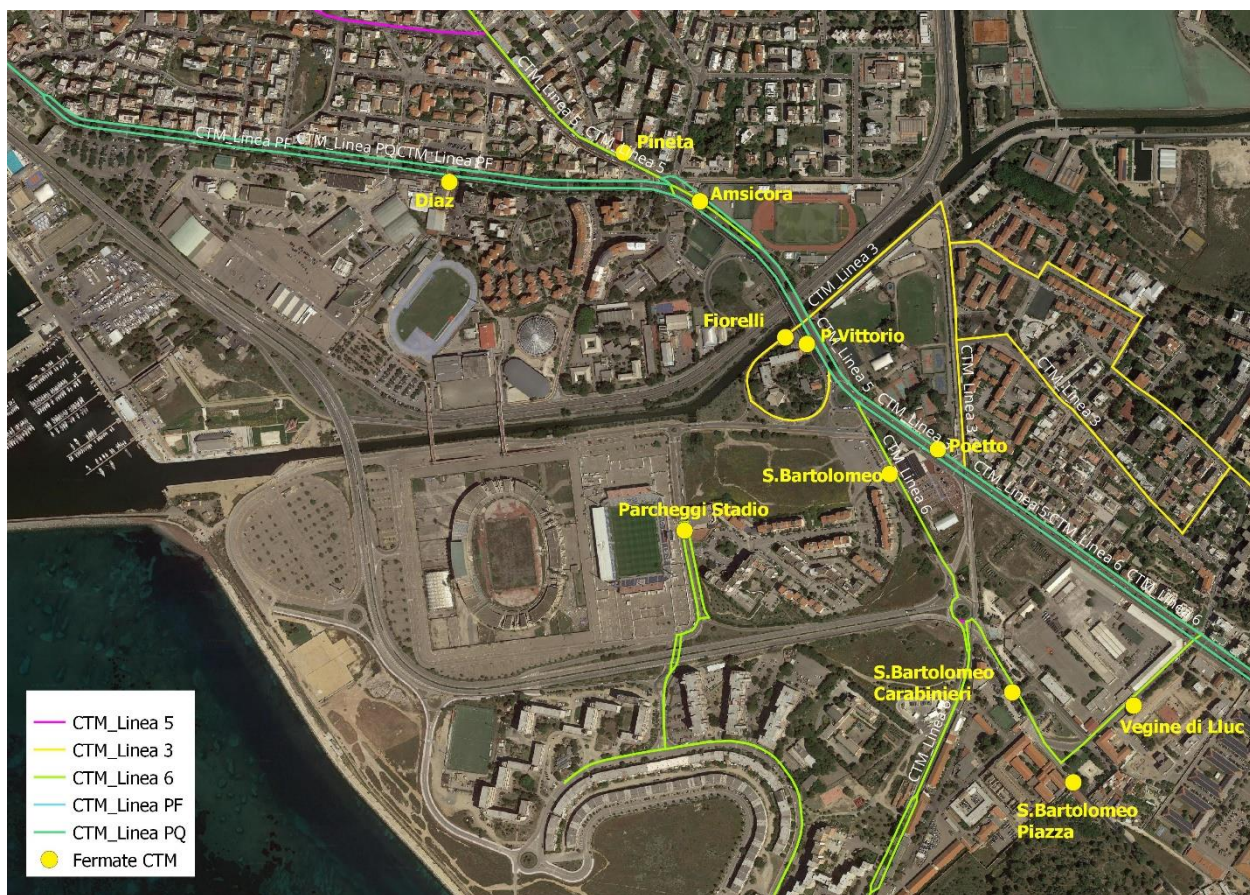 CTM_Linea 5
CTM_Linea 5
Pineta
CTM_Linea PF
CTM_Linea PQ
CTM_Linea PF
Diaz
Amsicora
CTM_Linea 3
Fiorelli
P.Vittorio
CTM_Linea 5
CTM_Linea 3
CTM_Linea 3
Poetto
S.Bartolomeo
CTM_Linea 6
CTM_Linea 5
CTM_Linea 6
Parcheggi Stadio
S.Bartolomeo
Carabinieri
Vegine di Lluc
CTM_Linea 6
S.Bartolomeo
Piazza
CTM_Linea 5
CTM_Linea 3
CTM_Linea 6
CTM_Linea PF
CTM_Linea PQ
Fermate CTM